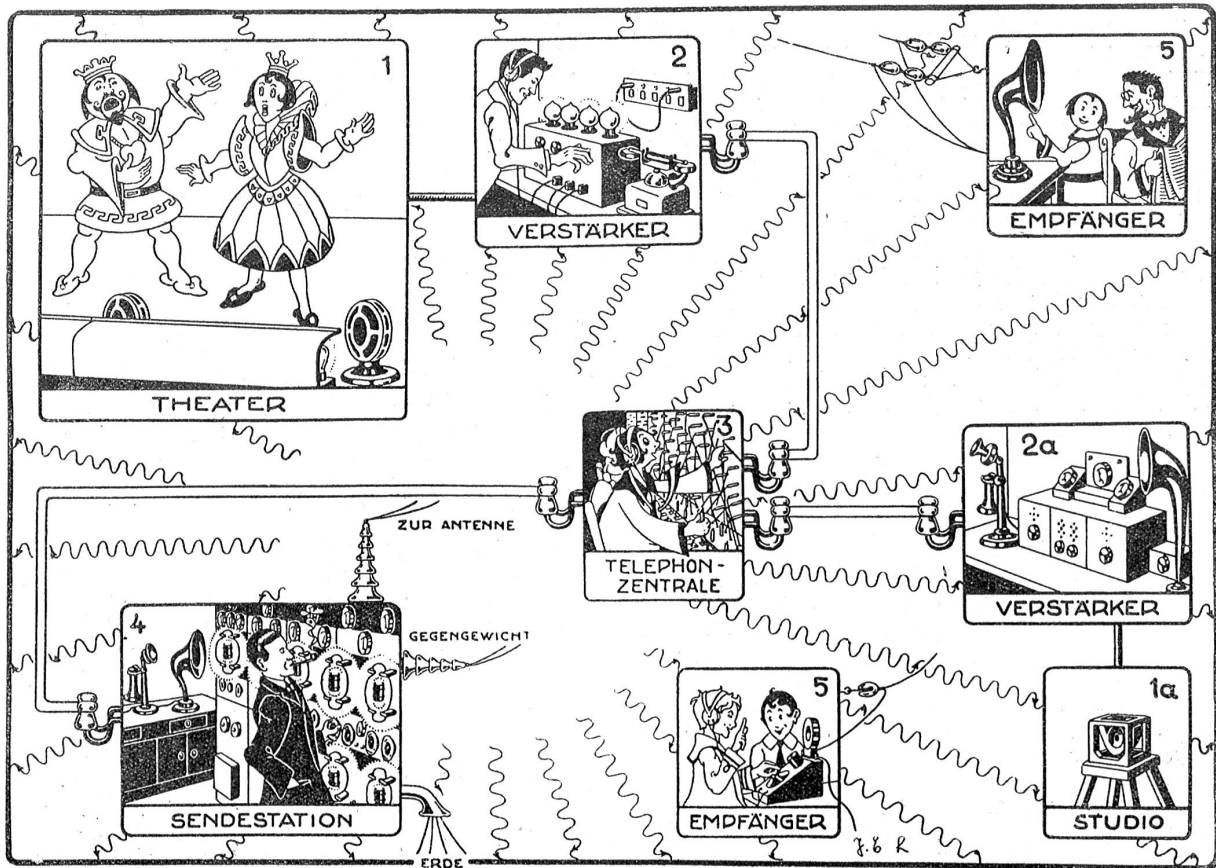 1
THEATER
2
VERSTÄRKER
5
EMPFÄNGER
3
TELEPHON-
ZENTRALE
2a
VERSTÄRKER
ZUR ANTENNE
4
GEGENGEWICHT
SENDESTATION
ERDE
5
EMPFÄNGER
1a
STUDIO